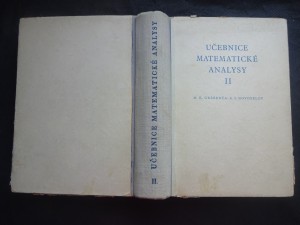 UČEBNICE
MATEMATICKÉ
ANALYSY
II
UČEBNICE MATEMATICKÉ ANALYSY
II